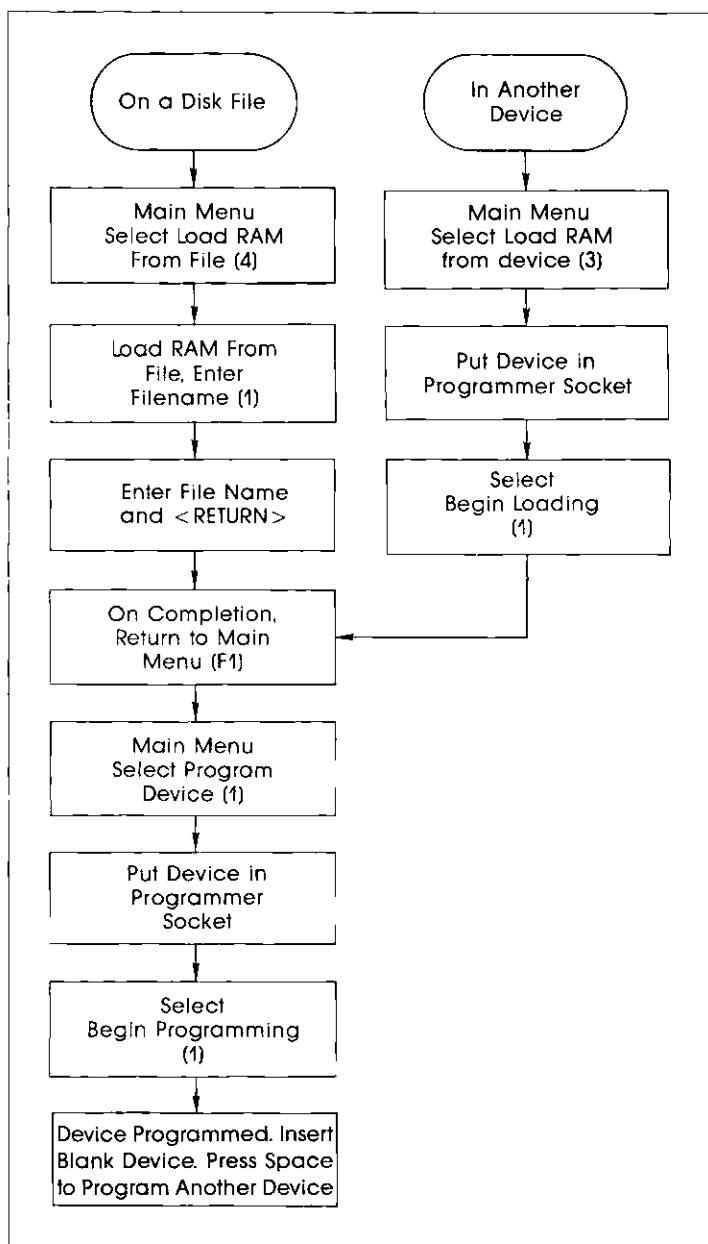 On a Disk File
Main Menu
Select Load RAM
From File (4)
Load RAM From
File, Enter
Filename (1)
Enter File Name
and <RETURN>
On Completion,
Return to Main
Menu (F1)
Main Menu
Select Program
Device (1)
Put Device in
Programmer
Socket
Select
Begin Programming
(1)
Device Programmed. Insert
Blank Device. Press Space
to Program Another Device
In Another
Device
Main Menu
Select Load RAM
from device (3)
Put Device in
Programmer Socket
Select
Begin Loading
(1)